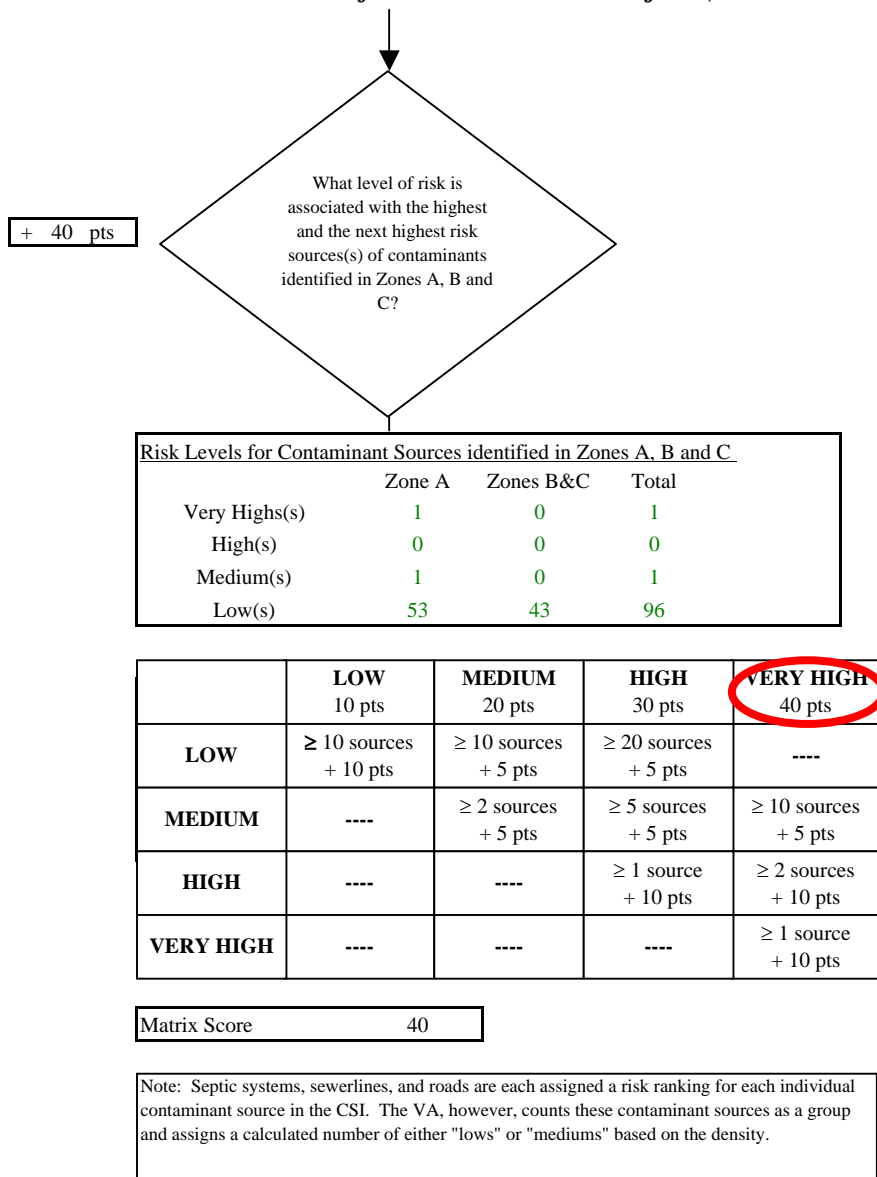 What level of risk is
associated with the highest
and the next highest risk
sources(s) of contaminants
identified in Zones A, B and
C?
+ 40 pts
Risk Levels for Contaminant Sources identified in Zones A, B and C
Zone A Zones B&C Total
Very Highs(s) 1 0 1
High(s) 0 0 0
Medium(s) 1 0 1
Low(s) 53 43 96
LOW MEDIUM HIGH VERY HIGH
10 pts 20 pts 30 pts 40 pts
LOW ≥ 10 sources ≥ 10 sources ≥ 20 sources ----
+ 10 pts + 5 pts + 5 pts
MEDIUM ---- ≥ 2 sources ≥ 5 sources ≥ 10 sources
+ 5 pts + 5 pts + 5 pts
HIGH ---- ---- ≥ 1 source ≥ 2 sources
+ 10 pts + 10 pts
VERY HIGH ---- ---- ---- ≥ 1 source
+ 10 pts
Matrix Score 40
Note: Septic systems, sewerlines, and roads are each assigned a risk ranking for each individual
contaminant source in the CSI. The VA, however, counts these contaminant sources as a group
and assigns a calculated number of either "lows" or "mediums" based on the density.